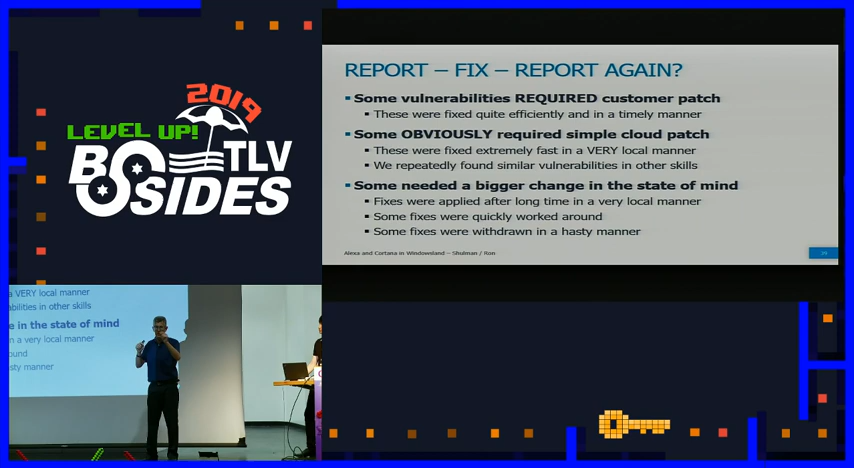 2019
LEVEL UP!
BSIDES
TLV
REPORT – FIX – REPORT AGAIN?
Some vulnerabilities REQUIRED customer patch
These were fixed quite efficiently and in a timely manner
Some OBVIOUSLY required simple cloud patch
These were fixed extremely fast in a VERY local manner
We repeatedly found similar vulnerabilities in other skills
Some needed a bigger change in the state of mind
Fixes were applied after long time in a very local manner
Some fixes were quickly worked around
Some fixes were withdrawn in a hasty manner
Alexa and Cortana in Windowsland – Shulman / Ron
a VERY local manner
abilities in other skills
e in the state of mind
n a very local manner
ound
sty manner